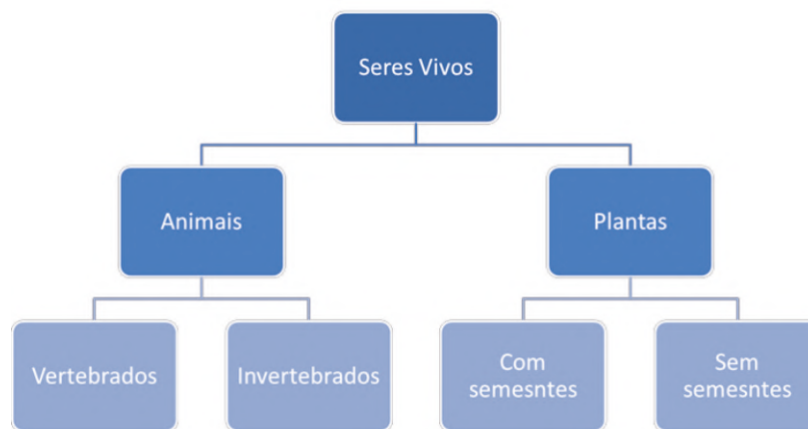 Seres Vivos
Animais
Plantas
Vertebrados
Invertebrados
Com
semesntes
Sem
semesntes